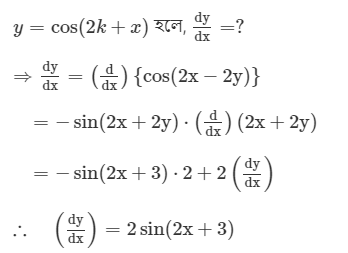 y = cos(2k + x) হলে, dy/dx =?
⇒ dy/dx = (d/dx) {cos(2x − 2y)}
= − sin(2x + 2y) · (d/dx) (2x + 2y)
= − sin(2x + 3) · 2 + 2 (dy/dx)
∴ (dy/dx) = 2 sin(2x + 3)